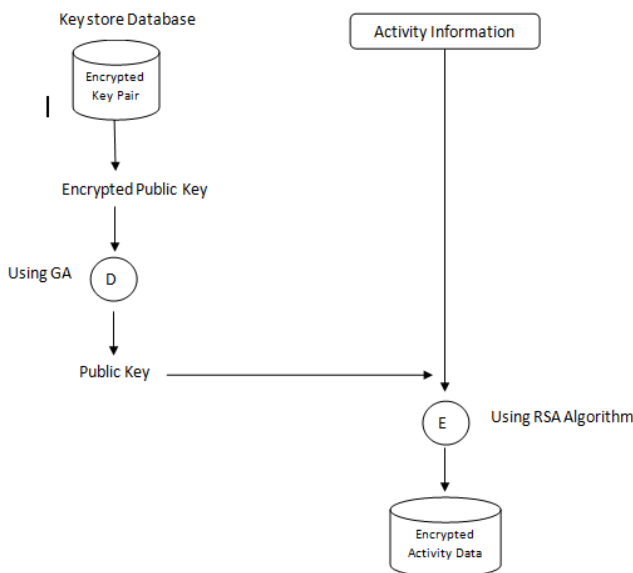 Key store Database
Activity Information
Encrypted
Key Pair
Encrypted Public Key
Using GA
D
Public Key
E
Using RSA Algorithm
Encrypted
Activity Data